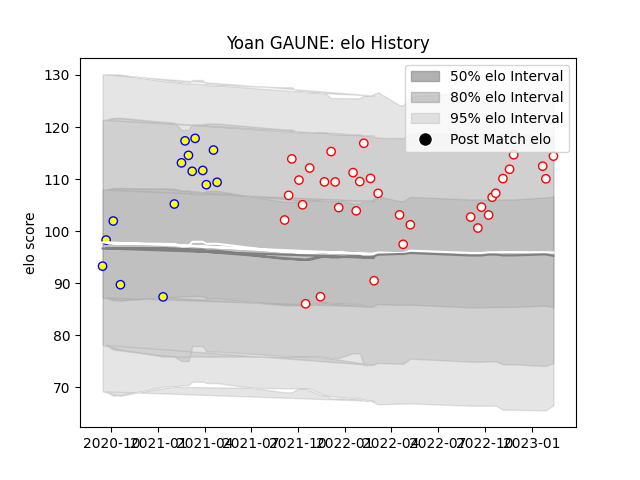 Yoan GAUNE: elo History
50% elo Interval
80% elo Interval
95% elo Interval
Post Match elo
elo score
130
120
110
100
90
80
70
2020-10 2021-01 2021-04 2021-07 2021-10 2022-01 2022-04 2022-07 2022-10 2023-01